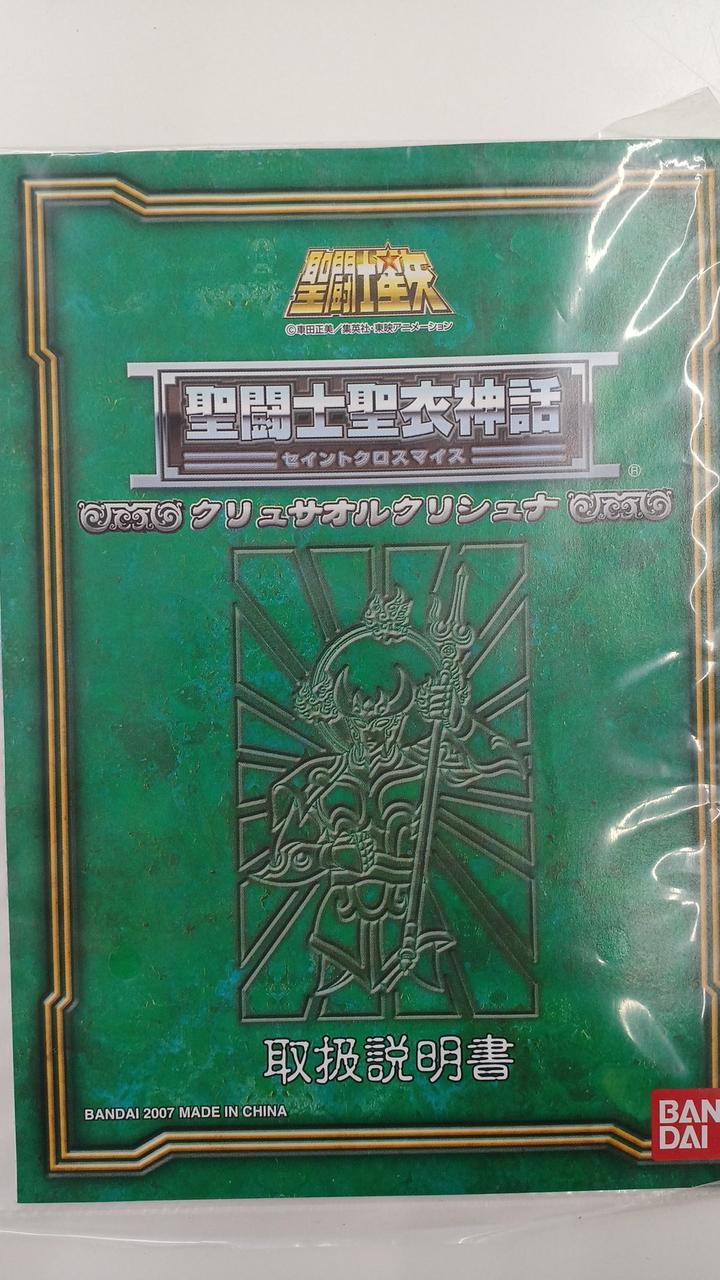 聖闘士星矢
©車田正美／集英社・東映アニメーション
聖闘士聖衣神話
セイントクロスマイス
®
クリュサオルクリシュナ
取扱説明書
BANDAI 2007 MADE IN CHINA
BAN
DAI